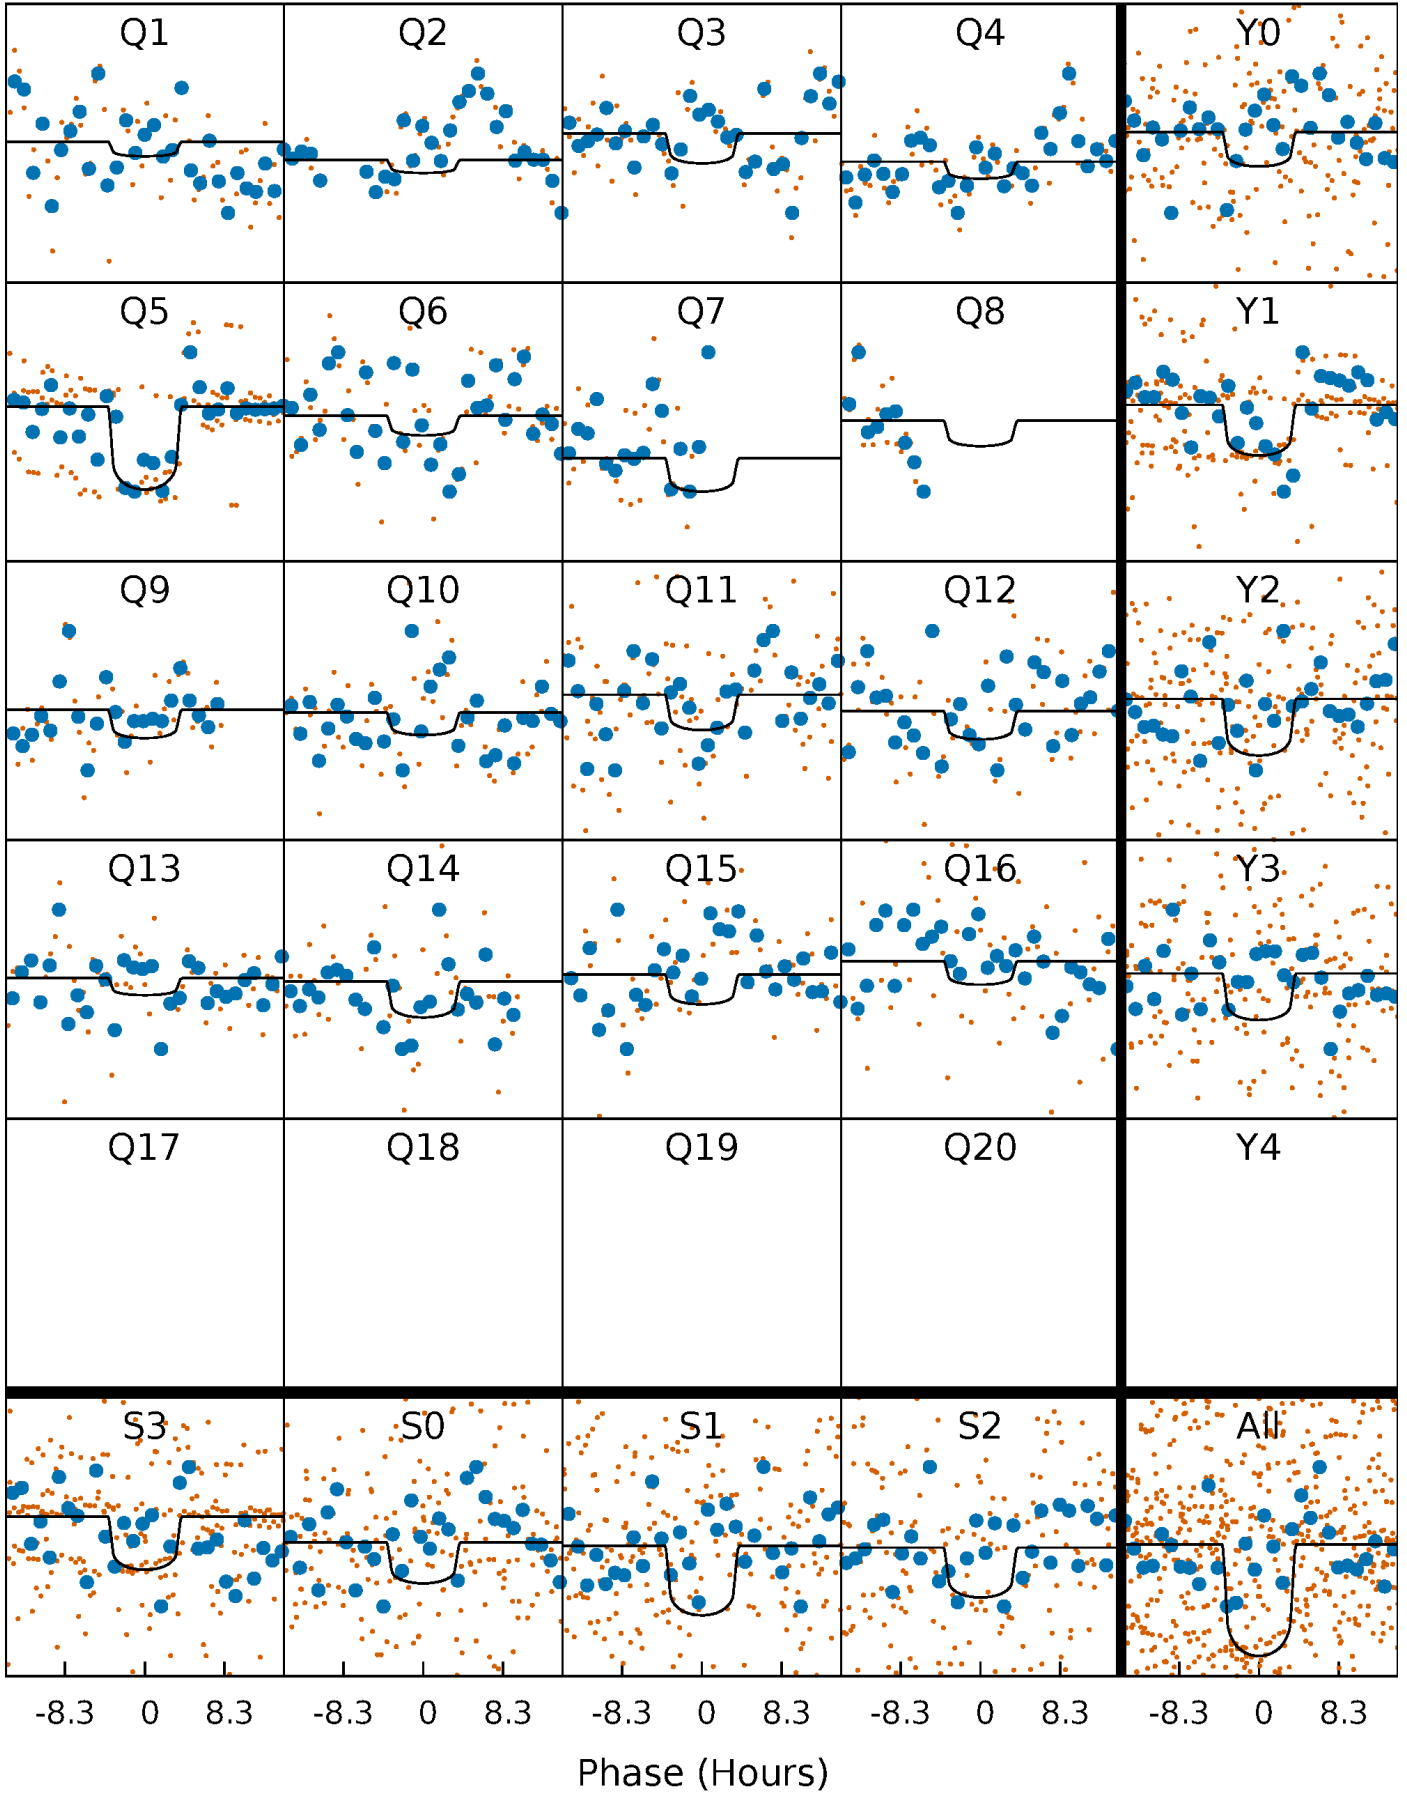 Q1 Q2 Q3 Q4 Y0
Q5 Q6 Q7 Q8 Y1
Q9 Q10 Q11 Q12 Y2
Q13 Q14 Q15 Q16 Y3
Q17 Q18 Q19 Q20 Y4
S3 S0 S1 S2 All
-8.3 0 8.3 -8.3 0 8.3 -8.3 0 8.3 -8.3 0 8.3 -8.3 0 8.3
Phase (Hours)